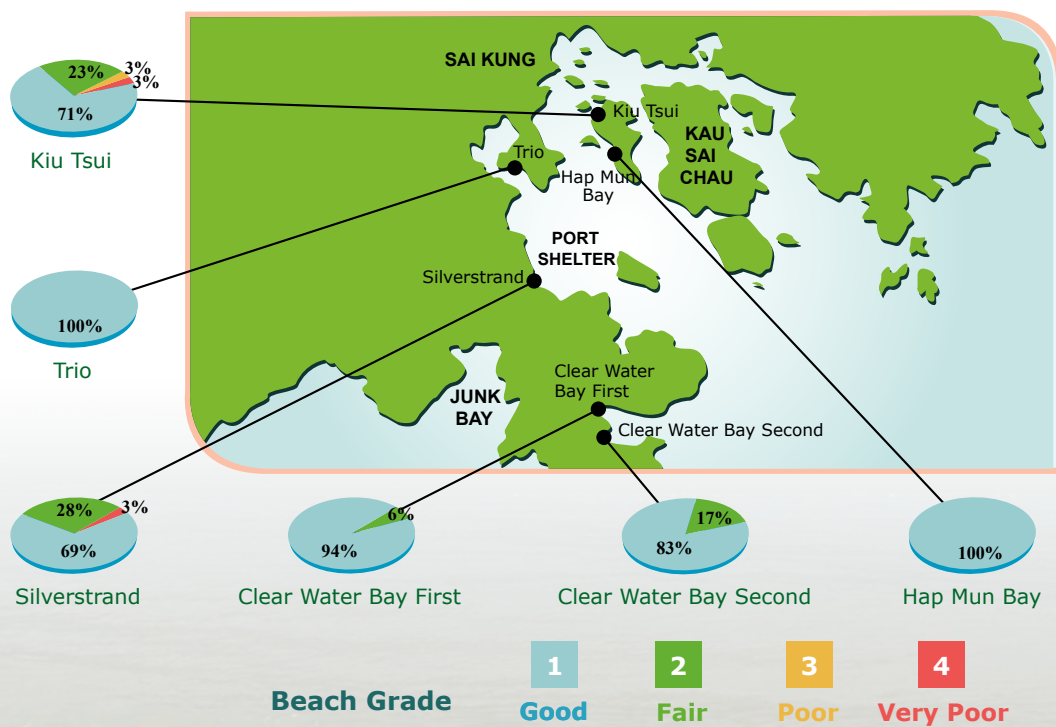 SAI KUNG
23%
3%
3%
71%
Kiu Tsui
Kiu Tsui
KAU
SAI
CHAU
Trio
Hap Mun
Bay
PORT
SHELTER
Silverstrand
100%
Trio
Clear Water
Bay First
JUNK
BAY
Clear Water Bay Second
28%
3%
69%
Silverstrand
6%
94%
Clear Water Bay First
17%
83%
Clear Water Bay Second
100%
Hap Mun Bay
Beach Grade
1
Good
2
Fair
3
Poor
4
Very Poor